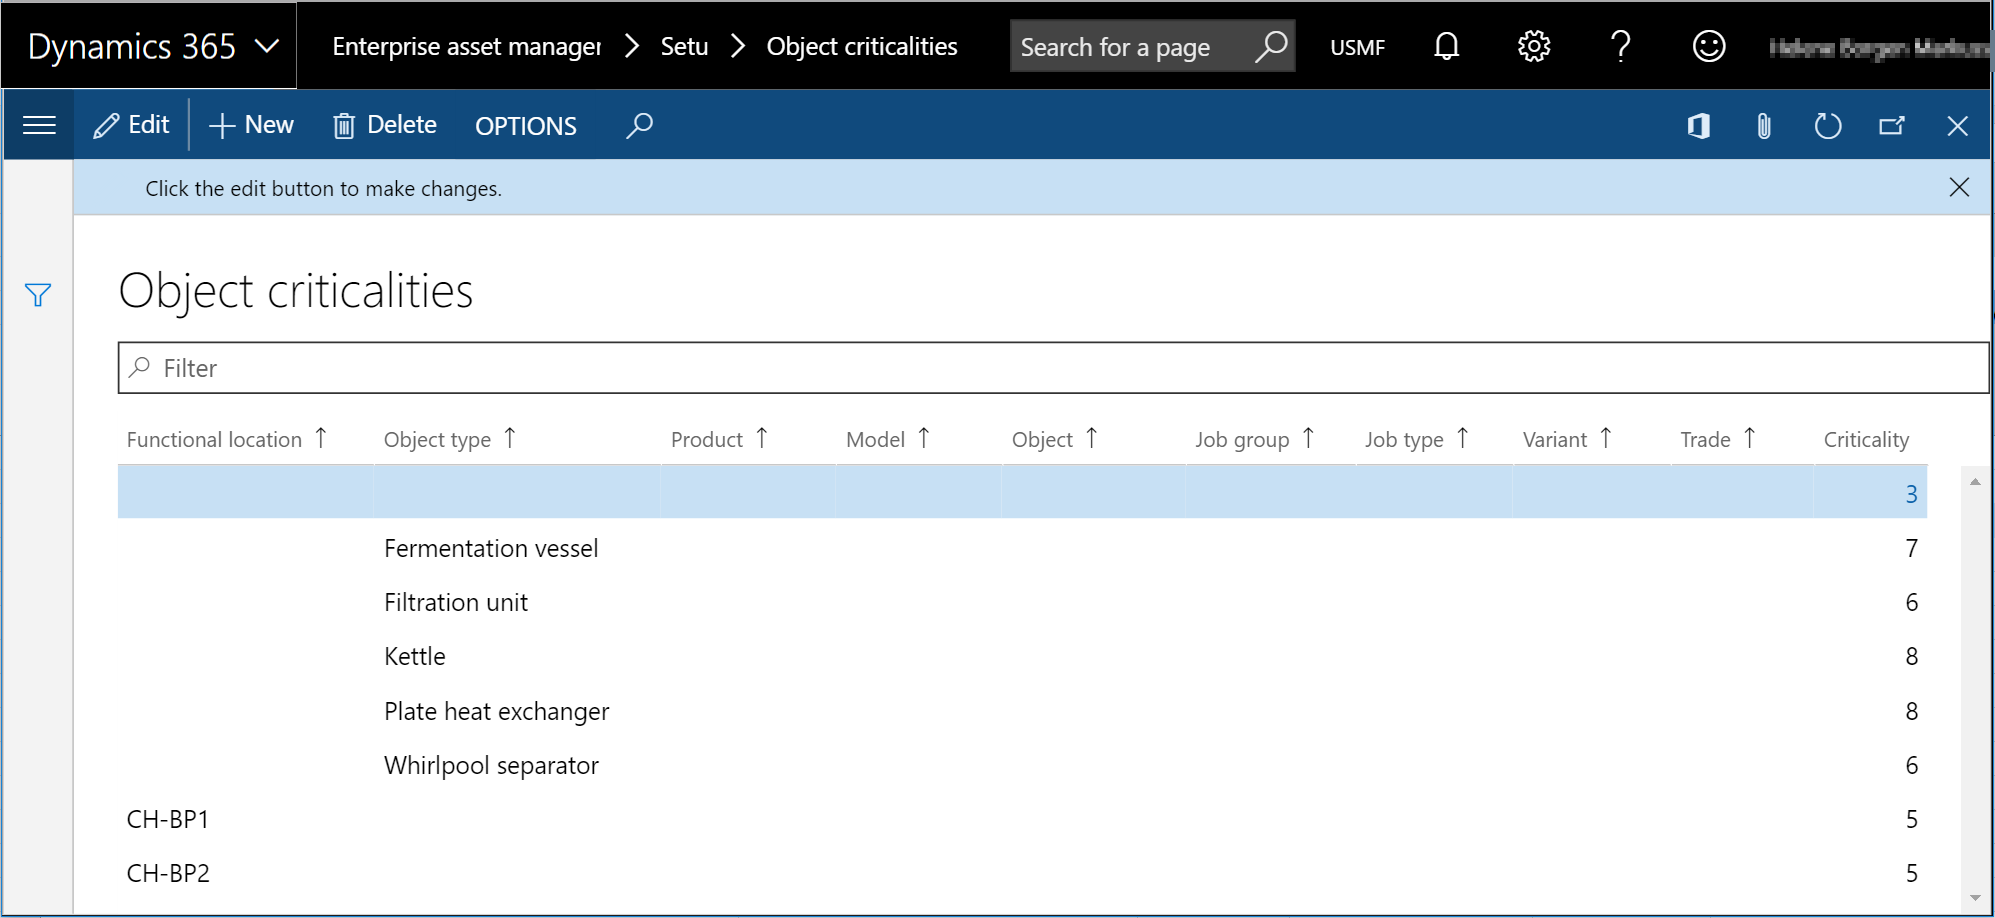 Dynamics 365 Enterprise asset manager Setu Object criticalities Search for a page USMF
Edit New Delete OPTIONS
Click the edit button to make changes.
Object criticalities
Filter
Functional location Object type Product Model Object Job group Job type Variant Trade Criticality
3
Fermentation vessel 7
Filtration unit 6
Kettle 8
Plate heat exchanger 8
Whirlpool separator 6
CH-BP1 5
CH-BP2 5